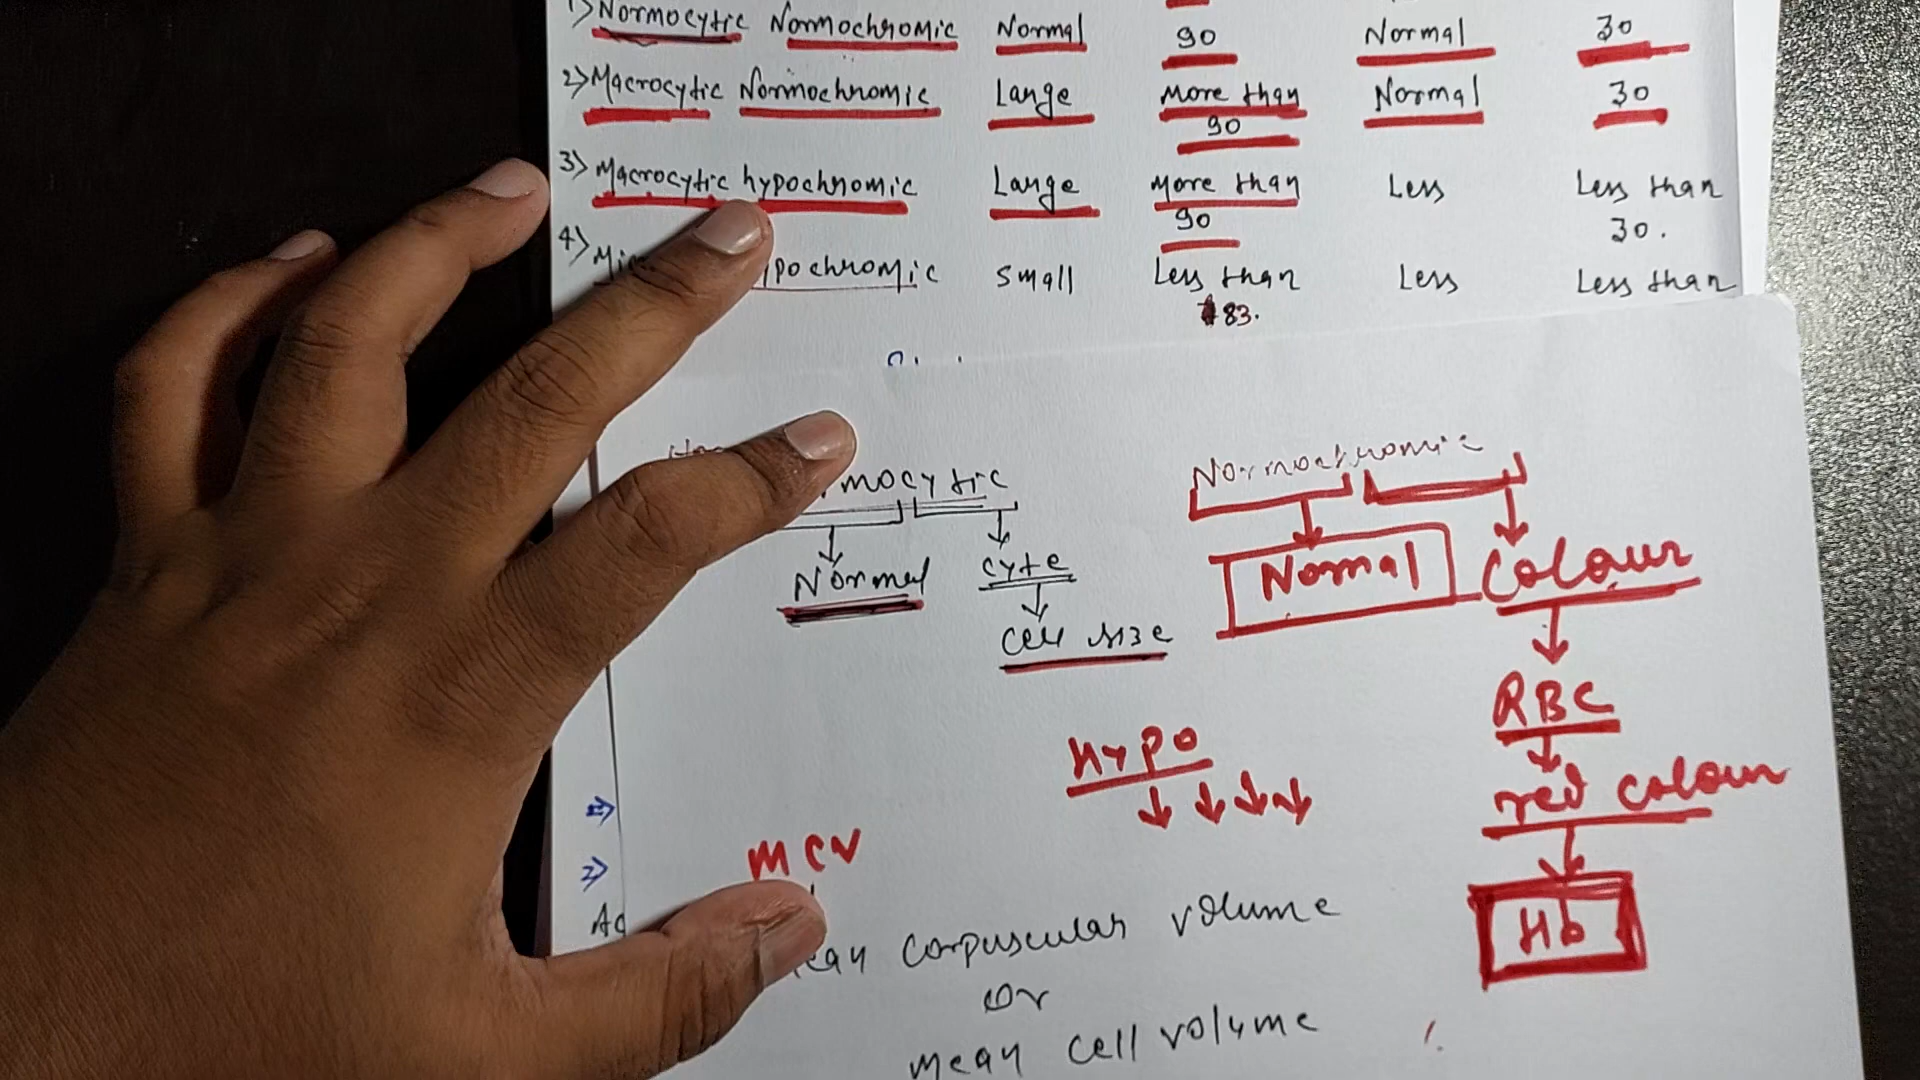 1) Normocytic Normochromic Normal 90 Normal 30
2) Macrocytic Normochromic Large More than Normal 30
90
3) Macrocytic hypochromic Large More than Less Less than
90 30.
4) pochromic Small Less than Less Less than
83.
mocytic Normochromic
Normal cyte Normal Colour
Cell size
RBC
Hypo
red colour
MCV
Hb
Corpuscular volume
or
Mean cell volume